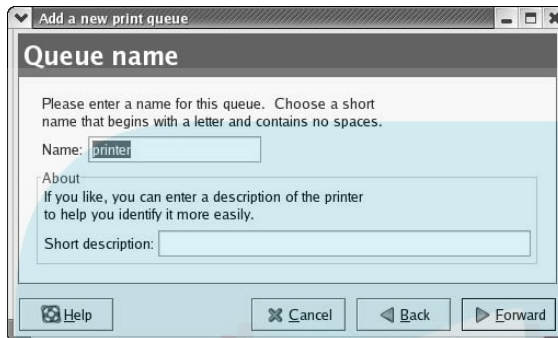 Add a new print queue
Queue name
Please enter a name for this queue. Choose a short
name that begins with a letter and contains no spaces.
Name: printer
About
If you like, you can enter a description of the printer
to help you identify it more easily.
Short description:
Help
Cancel
Back
Forward